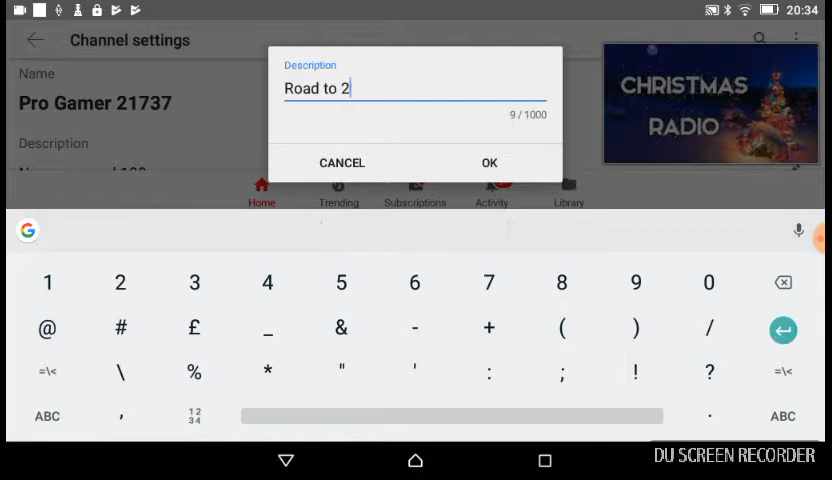 20:34
Channel settings
Name
Pro Gamer 21737
Description
Description
Road to 2
9 / 1000
CANCEL
OK
CHRISTMAS
RADIO
Home
Trending
Subscriptions
Activity
Library
G
1 2 3 4 5 6 7 8 9 0
@ # £ _ & - + ( ) /
=\< \ % * " ' : ; ! ? =\<
ABC , 12 34 . ABC
DU SCREEN RECORDER